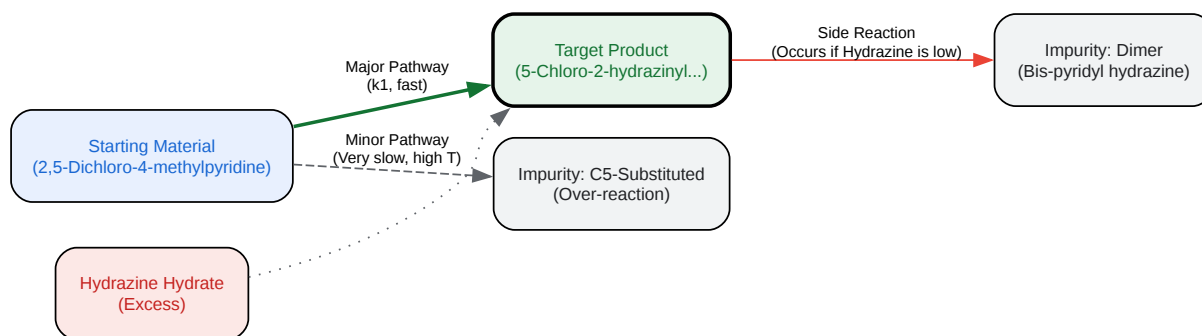 Target Product
(5-Chloro-2-hydrazinyl...)
Side Reaction
(Occurs if Hydrazine is low)
Impurity: Dimer
(Bis-pyridyl hydrazine)
Major Pathway
(k1, fast)
Starting Material
(2,5-Dichloro-4-methylpyridine)
Minor Pathway
(Very slow, high T)
Impurity: C5-Substituted
(Over-reaction)
Hydrazine Hydrate
(Excess)